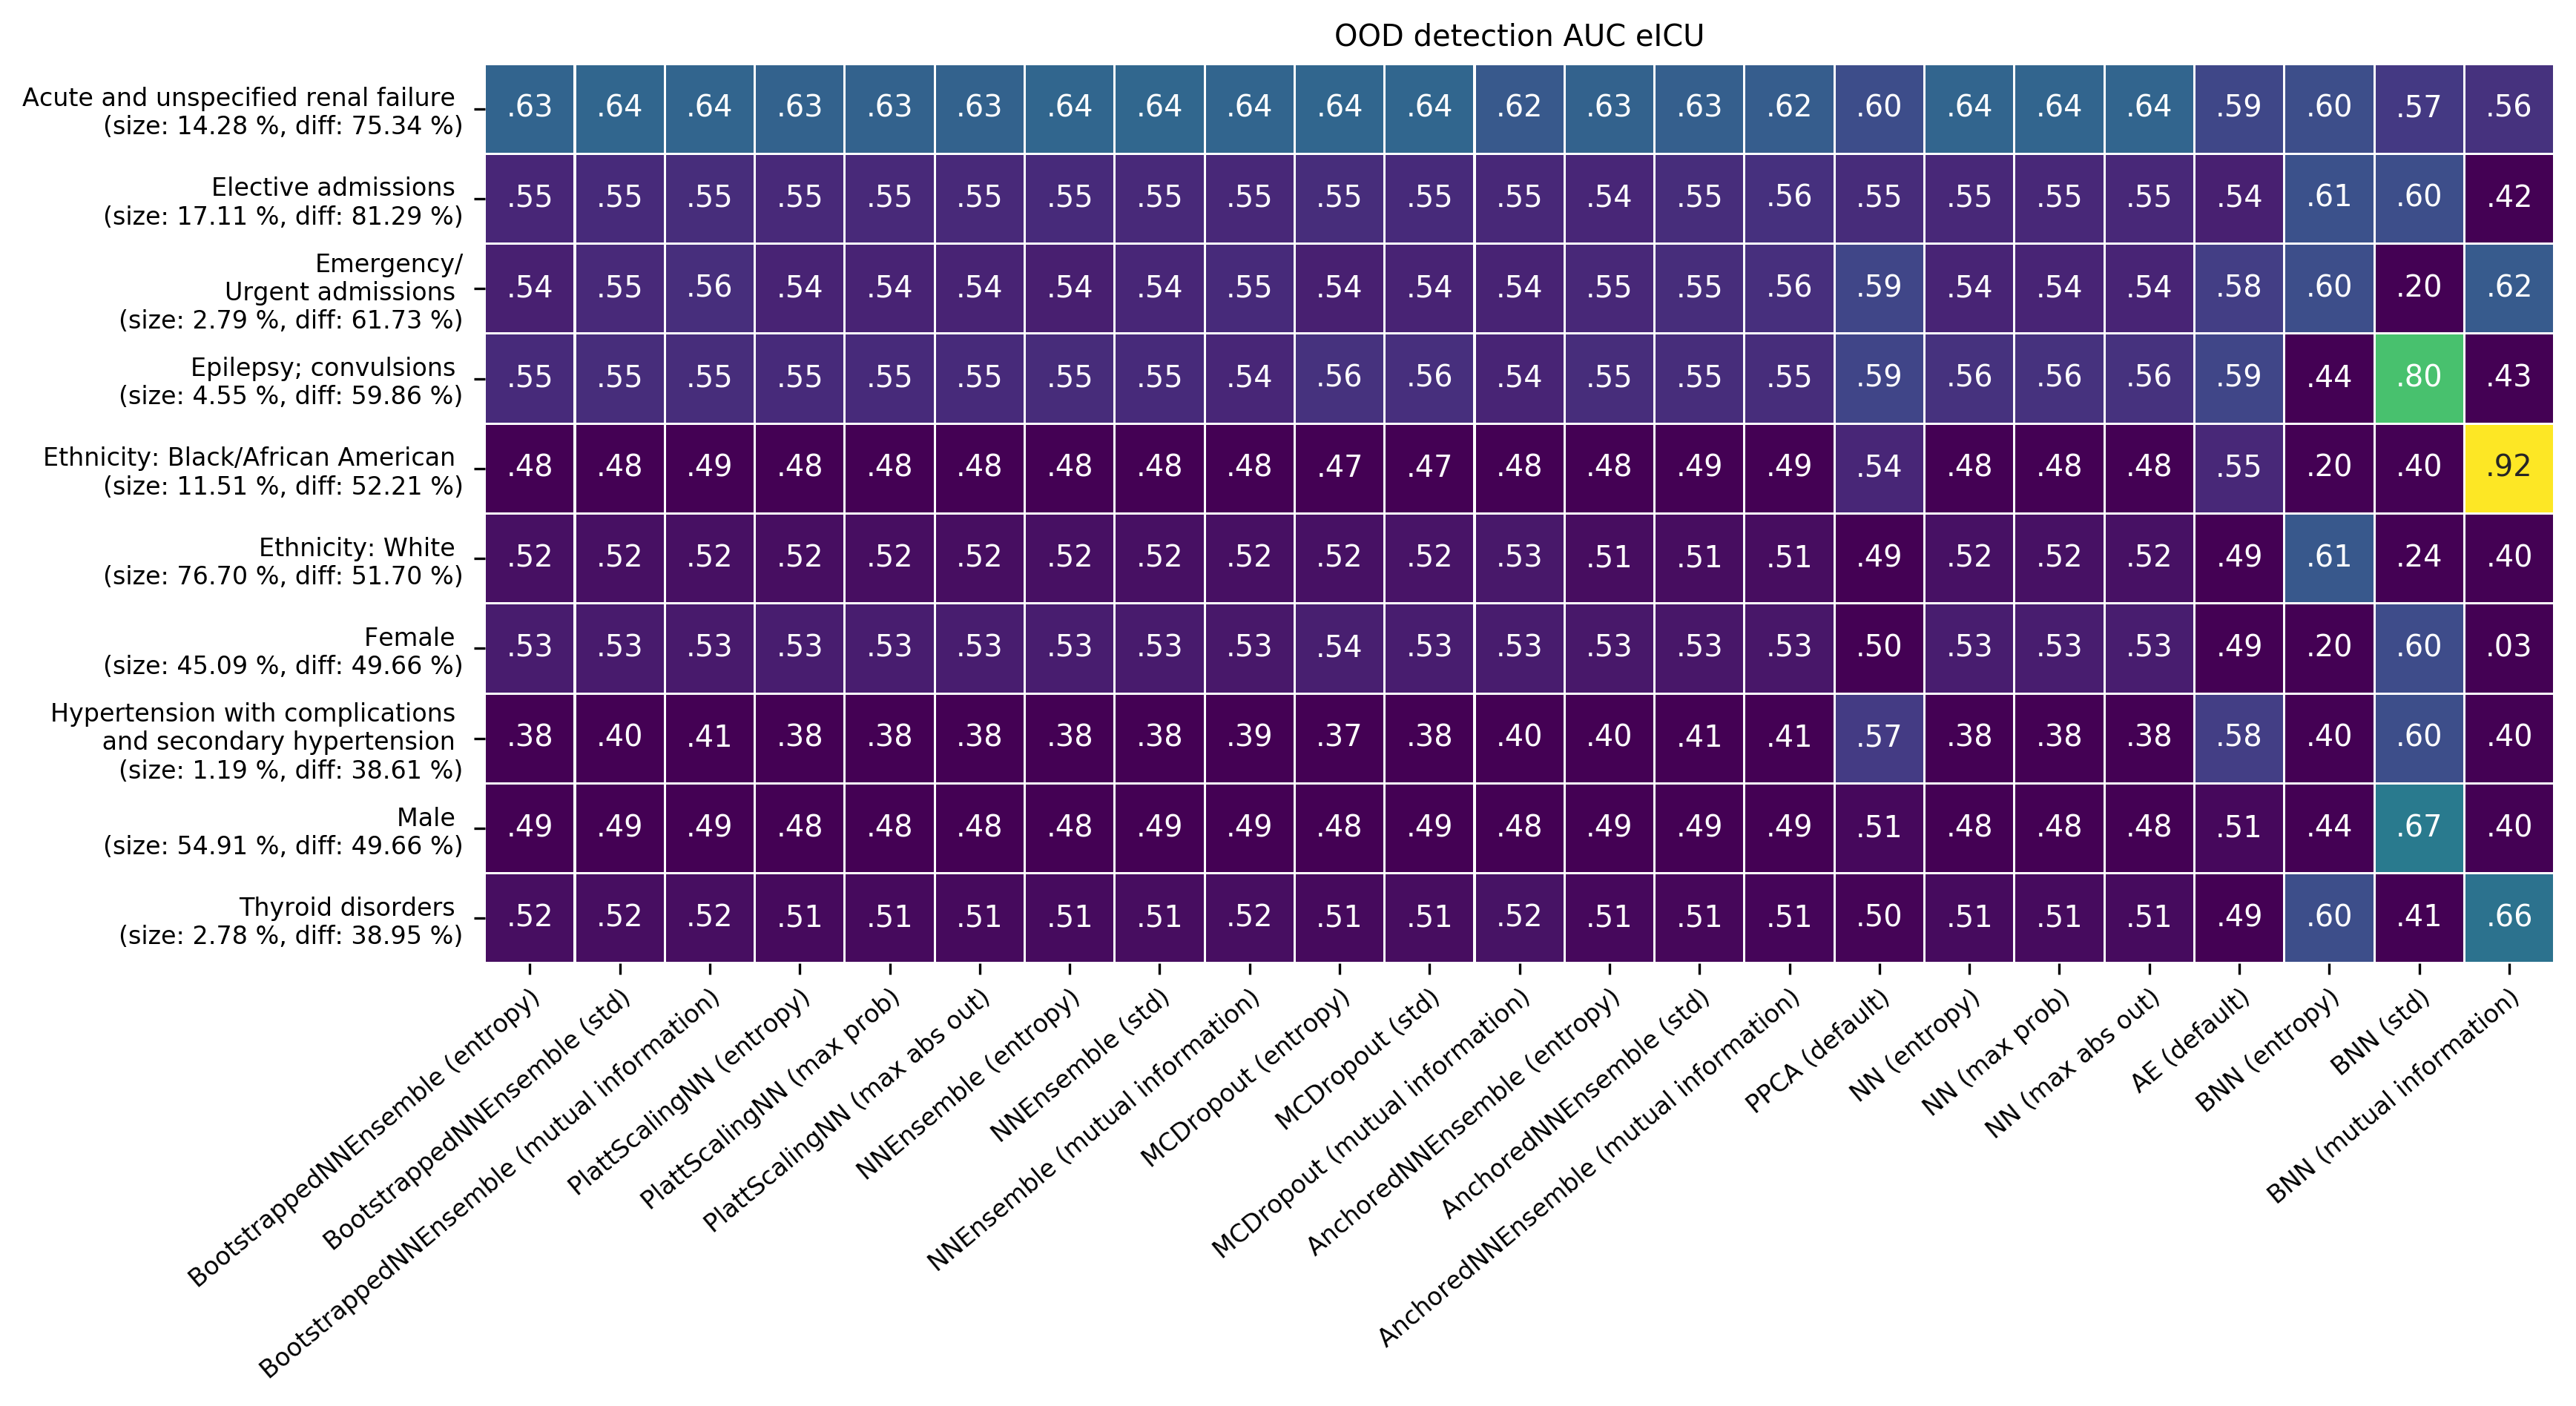 OOD detection AUC eICU
Acute and unspecified renal failure
(size: 14.28 %, diff: 75.34 %)
.63 .64 .64 .63 .63 .63 .64 .64 .64 .64 .64 .62 .63 .63 .62 .60 .64 .64 .64 .59 .60 .57 .56
Elective admissions
(size: 17.11 %, diff: 81.29 %)
.55 .55 .55 .55 .55 .55 .55 .55 .55 .55 .55 .55 .54 .55 .56 .55 .55 .55 .55 .54 .61 .60 .42
Emergency/
Urgent admissions
(size: 2.79 %, diff: 61.73 %)
.54 .55 .56 .54 .54 .54 .54 .54 .55 .54 .54 .54 .55 .55 .56 .59 .54 .54 .54 .58 .60 .20 .62
Epilepsy; convulsions
(size: 4.55 %, diff: 59.86 %)
.55 .55 .55 .55 .55 .55 .55 .55 .54 .56 .56 .54 .55 .55 .55 .59 .56 .56 .56 .59 .44 .80 .43
Ethnicity: Black/African American
(size: 11.51 %, diff: 52.21 %)
.48 .48 .49 .48 .48 .48 .48 .48 .48 .47 .47 .48 .48 .49 .49 .54 .48 .48 .48 .55 .20 .40 .92
Ethnicity: White
(size: 76.70 %, diff: 51.70 %)
.52 .52 .52 .52 .52 .52 .52 .52 .52 .52 .52 .53 .51 .51 .51 .49 .52 .52 .52 .49 .61 .24 .40
Female
(size: 45.09 %, diff: 49.66 %)
.53 .53 .53 .53 .53 .53 .53 .53 .53 .54 .53 .53 .53 .53 .53 .50 .53 .53 .53 .49 .20 .60 .03
Hypertension with complications
and secondary hypertension
(size: 1.19 %, diff: 38.61 %)
.38 .40 .41 .38 .38 .38 .38 .38 .39 .37 .38 .40 .40 .41 .41 .57 .38 .38 .38 .58 .40 .60 .40
Male
(size: 54.91 %, diff: 49.66 %)
.49 .49 .49 .48 .48 .48 .48 .49 .49 .48 .49 .48 .49 .49 .49 .51 .48 .48 .48 .51 .44 .67 .40
Thyroid disorders
(size: 2.78 %, diff: 38.95 %)
.52 .52 .52 .51 .51 .51 .51 .51 .52 .51 .51 .52 .51 .51 .51 .50 .51 .51 .51 .49 .60 .41 .66
BootstrappedNNEnsemble (entropy)
BootstrappedNNEnsemble (std)
BootstrappedNNEnsemble (mutual information)
PlattScalingNN (entropy)
PlattScalingNN (max prob)
PlattScalingNN (max abs out)
NNEnsemble (entropy)
NNEnsemble (std)
NNEnsemble (mutual information)
MCDropout (entropy)
MCDropout (std)
MCDropout (mutual information)
AnchoredNNEnsemble (entropy)
AnchoredNNEnsemble (std)
AnchoredNNEnsemble (mutual information)
PPCA (default)
NN (entropy)
NN (max prob)
NN (max abs out)
AE (default)
BNN (entropy)
BNN (std)
BNN (mutual information)